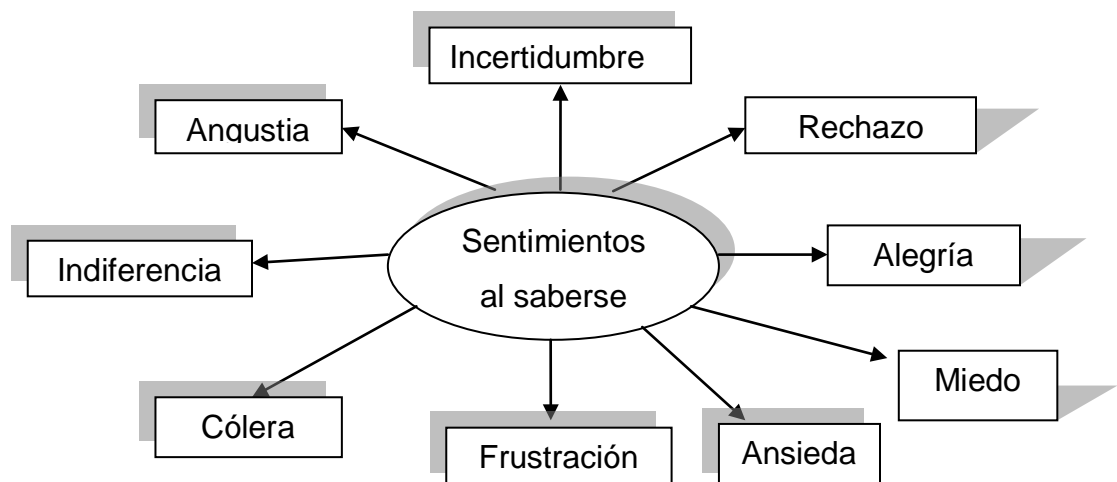 Incertidumbre
Angustia
Rechazo
Sentimientos
al saberse
Indiferencia
Alegría
Miedo
Cólera
Frustración
Ansieda